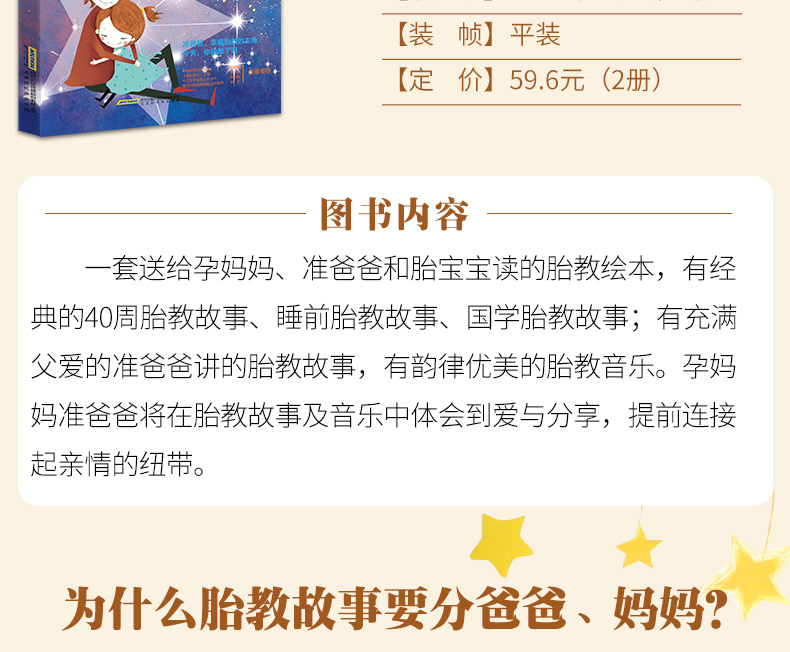 【装　帧】平装
【定　价】59.6元（2册）
图书内容
一套送给孕妈妈、准爸爸和胎宝宝读的胎教绘本，有经
典的40周胎教故事、睡前胎教故事、国学胎教故事；有充满
父爱的准爸爸讲的胎教故事，有韵律优美的胎教音乐。孕妈
妈准爸爸将在胎教故事及音乐中体会到爱与分享，提前连接
起亲情的纽带。
为什么胎教故事要分爸爸、妈妈？